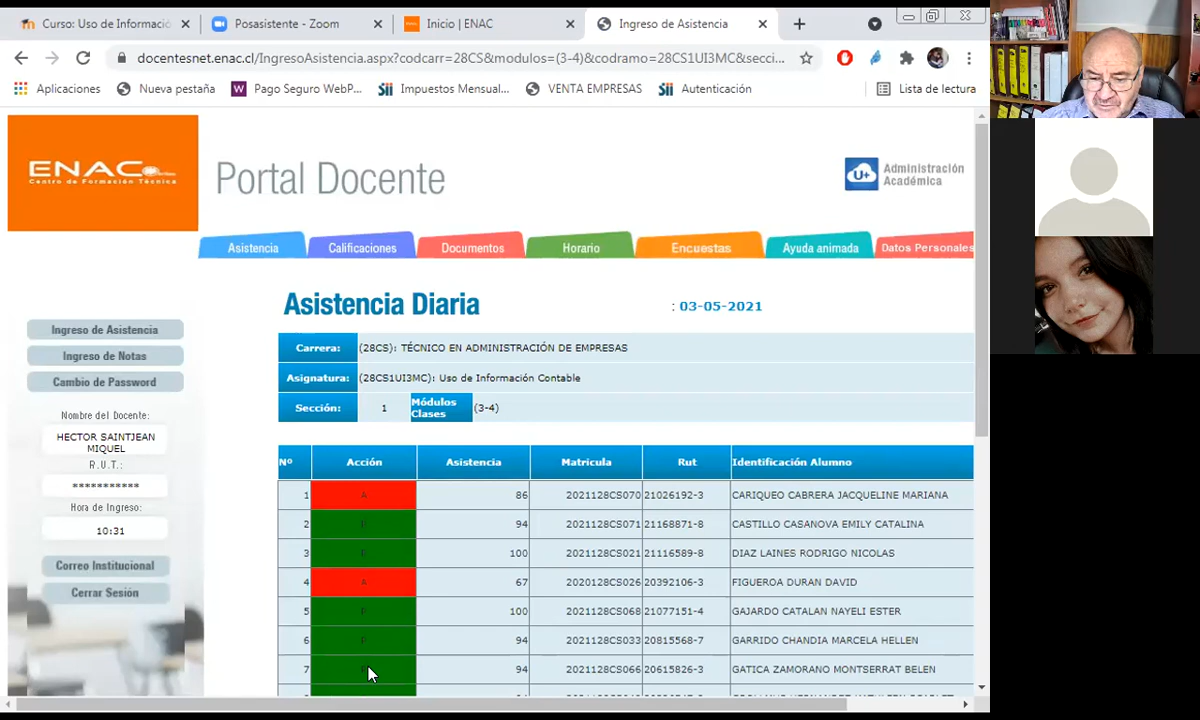 Curso: Uso de Informació
Posasistente - Zoom
Inicio | ENAC
Ingreso de Asistencia
docentesnet.enac.cl/IngresoAsistencia.aspx?codcarr=28CS&modulos=(3-4)&codramo=28CS1UI3MC&secci...
Aplicaciones
Nueva pestaña
Pago Seguro WebP...
Impuestos Mensual...
VENTA EMPRESAS
Autenticación
Lista de lectura
ENAC
Centro de Formación Técnica
Portal Docente
U+ Administración Académica
Asistencia
Calificaciones
Documentos
Horario
Encuestas
Ayuda animada
Datos Personales
Ingreso de Asistencia
Ingreso de Notas
Cambio de Password
Nombre del Docente:
HECTOR SAINTJEAN
MIQUEL
R.U.T.:
***********
Hora de Ingreso:
10:31
Correo Institucional
Cerrar Sesión
Asistencia Diaria : 03-05-2021
Carrera: (28CS): TÉCNICO EN ADMINISTRACIÓN DE EMPRESAS
Asignatura: (28CS1UI3MC): Uso de Información Contable
Sección: 1 Módulos Clases (3-4)
Nº Acción Asistencia Matricula Rut Identificación Alumno
1 A 86 2021128CS070 21026192-3 CARIQUEO CABRERA JACQUELINE MARIANA
2 P 94 2021128CS071 21168871-8 CASTILLO CASANOVA EMILY CATALINA
3 P 100 2021128CS021 21116589-8 DIAZ LAINES RODRIGO NICOLAS
4 A 67 2020128CS026 20392106-3 FIGUEROA DURAN DAVID
5 P 100 2021128CS068 21077151-4 GAJARDO CATALAN NAYELI ESTER
6 P 94 2021128CS033 20815568-7 GARRIDO CHANDIA MARCELA HELLEN
7 94 2021128CS066 20615826-3 GATICA ZAMORANO MONTSERRAT BELEN